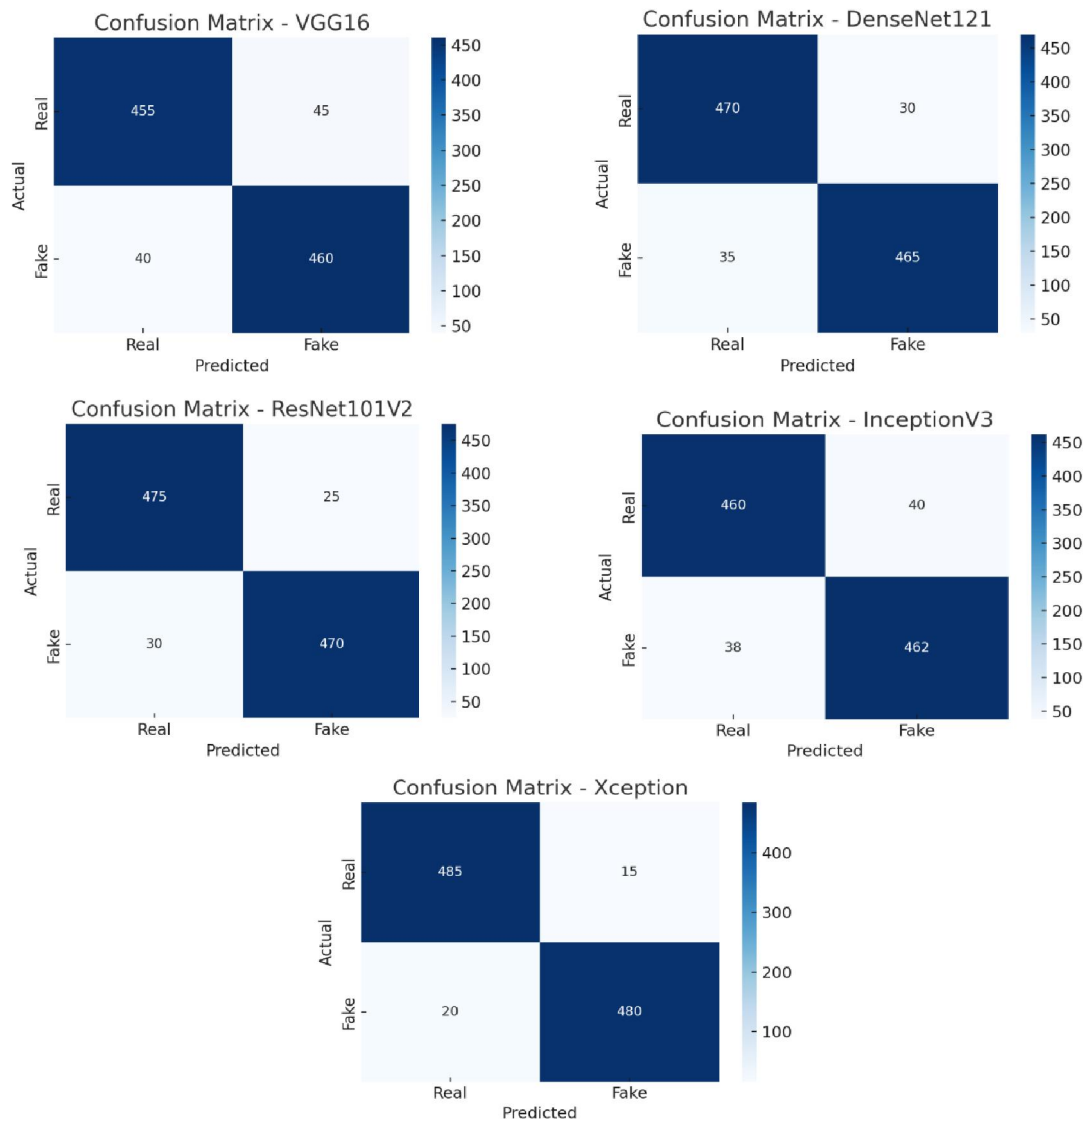 Confusion Matrix - VGG16
450
400
350
300
250
200
150
100
50
Actual
Real
455
45
Fake
40
460
Real
Fake
Predicted
Confusion Matrix - DenseNet121
450
400
350
300
250
200
150
100
50
Actual
Real
470
30
Fake
35
465
Real
Fake
Predicted
Confusion Matrix - ResNet101V2
450
400
350
300
250
200
150
100
50
Actual
Real
475
25
Fake
30
470
Real
Fake
Predicted
Confusion Matrix - InceptionV3
450
400
350
300
250
200
150
100
50
Actual
Real
460
40
Fake
38
462
Real
Fake
Predicted
Confusion Matrix - Xception
400
300
200
100
Actual
Real
485
15
Fake
20
480
Real
Fake
Predicted